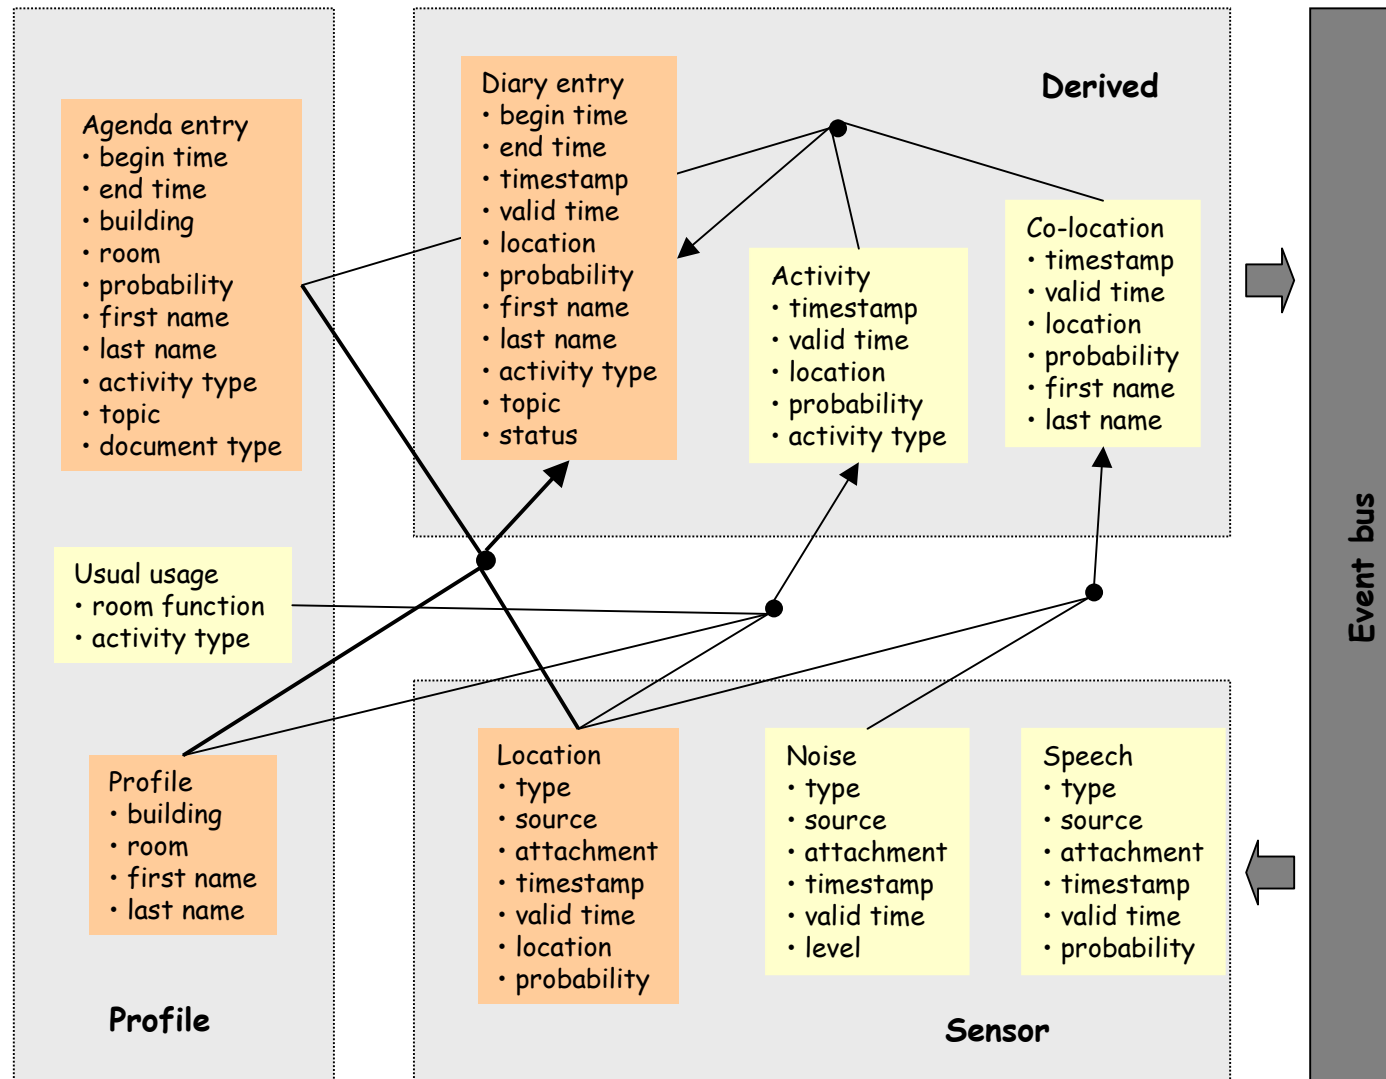 Agenda entry
• begin time
• end time
• building
• room
• probability
• first name
• last name
• activity type
• topic
• document type
Usual usage
• room function
• activity type
Profile
• building
• room
• first name
• last name
Profile
Diary entry
• begin time
• end time
• timestamp
• valid time
• location
• probability
• first name
• last name
• activity type
• topic
• status
Derived
Activity
• timestamp
• valid time
• location
• probability
• activity type
Co-location
• timestamp
• valid time
• location
• probability
• first name
• last name
Location
• type
• source
• attachment
• timestamp
• valid time
• location
• probability
Noise
• type
• source
• attachment
• timestamp
• valid time
• level
Speech
• type
• source
• attachment
• timestamp
• valid time
• probability
Sensor
Event bus